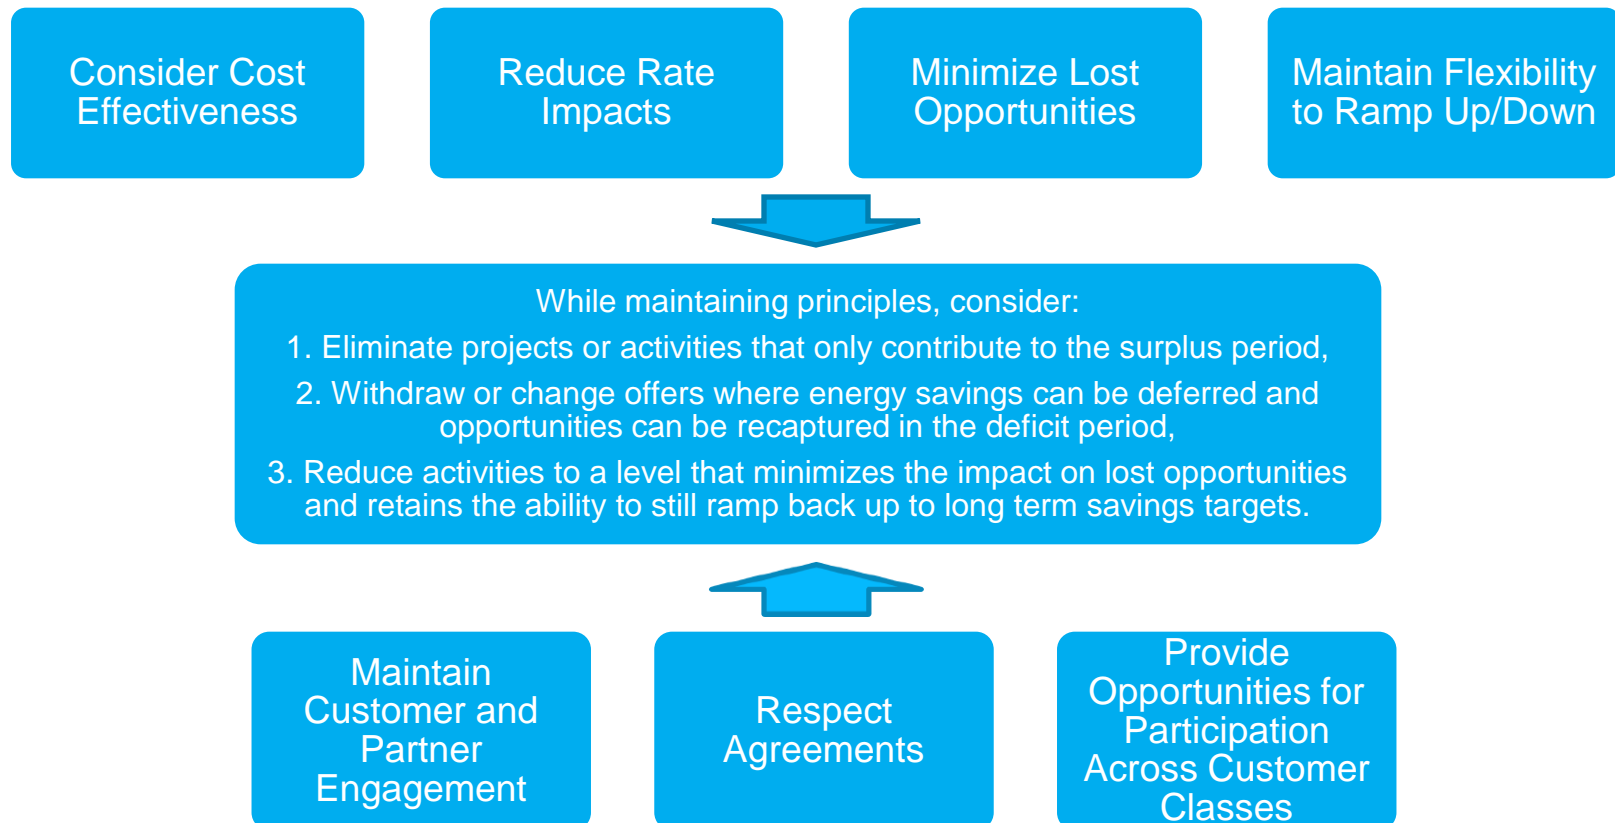 Consider Cost
Effectiveness
Reduce Rate
Impacts
Minimize Lost
Opportunities
Maintain Flexibility
to Ramp Up/Down
While maintaining principles, consider:
1. Eliminate projects or activities that only contribute to the surplus period,
2. Withdraw or change offers where energy savings can be deferred and
opportunities can be recaptured in the deficit period,
3. Reduce activities to a level that minimizes the impact on lost opportunities
and retains the ability to still ramp back up to long term savings targets.
Maintain
Customer and
Partner
Engagement
Respect
Agreements
Provide
Opportunities for
Participation
Across Customer
Classes